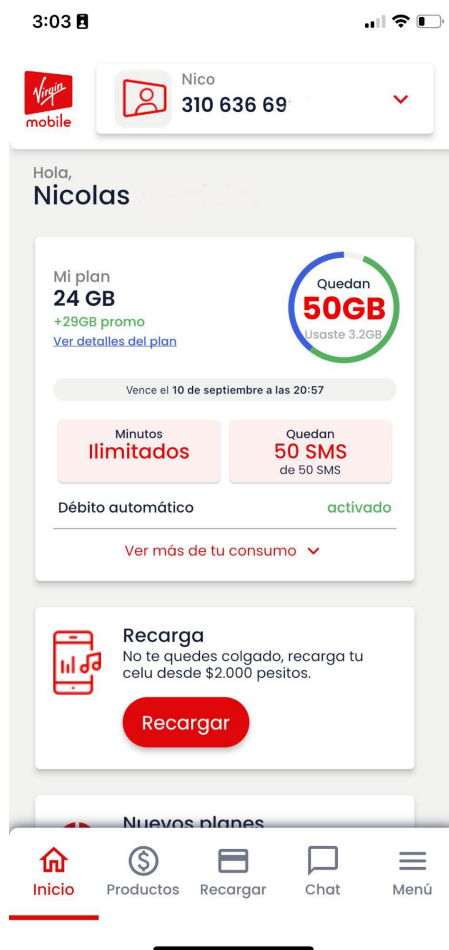 3:03
Virgin
mobile
Nico
310 636 69
Hola,
Nicolas
Mi plan
24 GB
+29GB promo
Ver detalles del plan
Quedan
50GB
Usaste 3.2GB
Vence el 10 de septiembre a las 20:57
Minutos
Ilimitados
Quedan
50 SMS
de 50 SMS
Débito automático
activado
Ver más de tu consumo
Recarga
No te quedes colgado, recarga tu
celu desde $2.000 pesitos.
Recargar
Nuevos planes
Inicio
Productos
Recargar
Chat
Menú